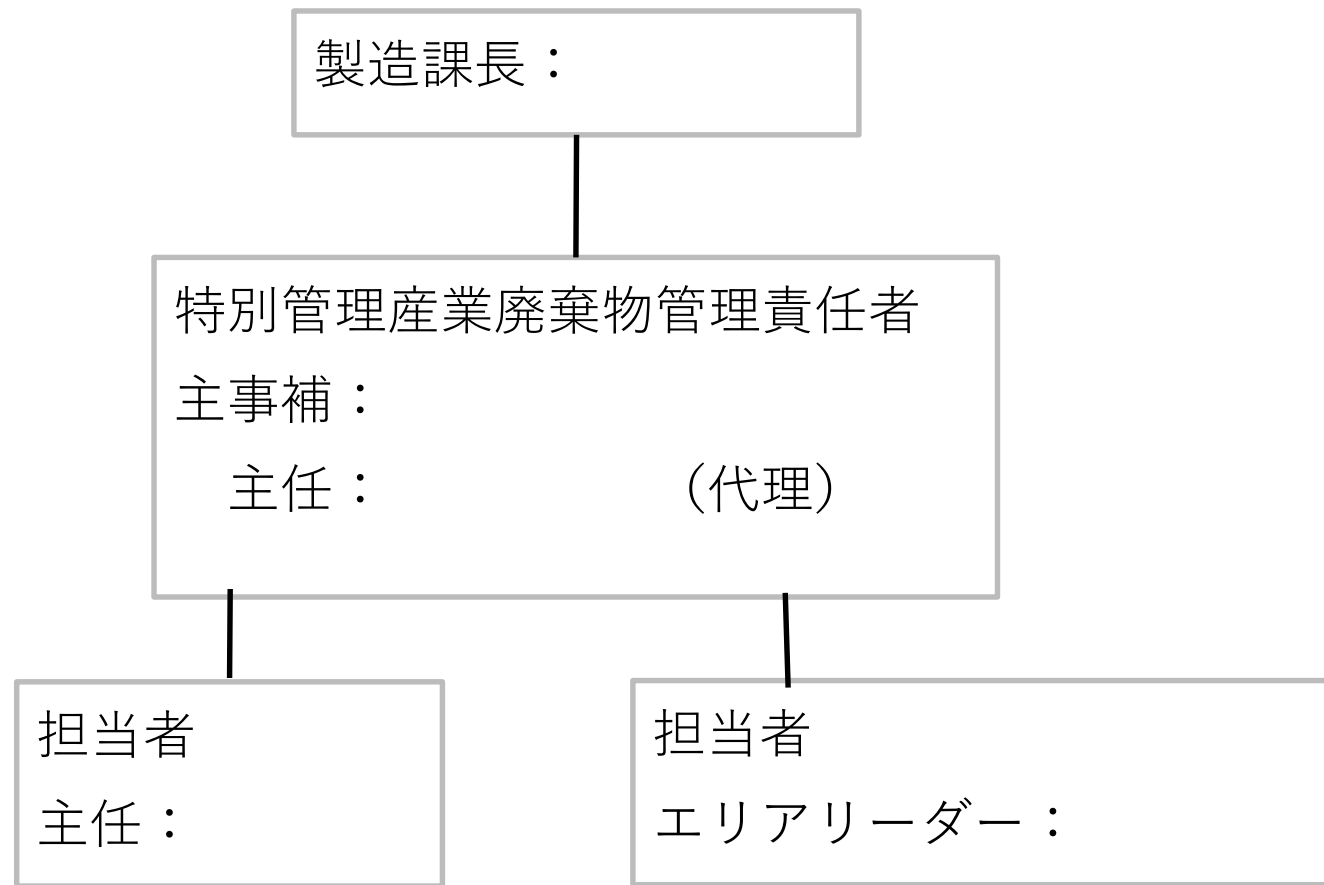 製造課長：
特別管理産業廃棄物管理責任者
主事補：
主任：　　　　　　（代理）
担当者
主任：
担当者
エリアリーダー：